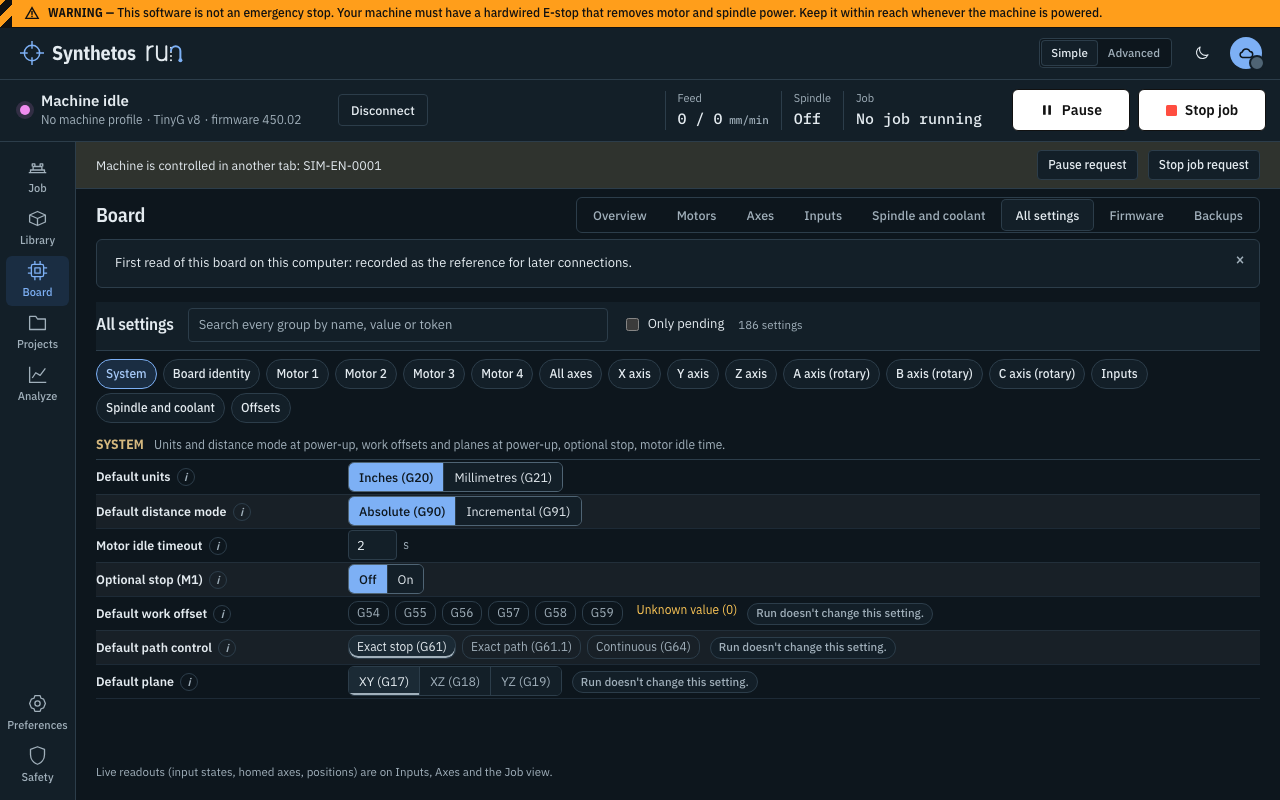 WARNING — This software is not an emergency stop. Your machine must have a hardwired E-stop that removes motor and spindle power. Keep it within reach whenever the machine is powered.
Synthetos run
Simple Advanced
Machine idle
No machine profile · TinyG v8 · firmware 450.02
Disconnect
Feed
0 / 0 mm/min
Spindle
Off
Job
No job running
Pause
Stop job
Job
Library
Board
Projects
Analyze
Preferences
Safety
Machine is controlled in another tab: SIM-EN-0001
Pause request
Stop job request
Board
Overview Motors Axes Inputs Spindle and coolant All settings Firmware Backups
First read of this board on this computer: recorded as the reference for later connections.
×
All settings
Search every group by name, value or token
Only pending
186 settings
System Board identity Motor 1 Motor 2 Motor 3 Motor 4 All axes X axis Y axis Z axis A axis (rotary) B axis (rotary) C axis (rotary) Inputs
Spindle and coolant Offsets
SYSTEM Units and distance mode at power-up, work offsets and planes at power-up, optional stop, motor idle time.
Default units i Inches (G20) Millimetres (G21)
Default distance mode i Absolute (G90) Incremental (G91)
Motor idle timeout i 2 s
Optional stop (M1) i Off On
Default work offset i G54 G55 G56 G57 G58 G59 Unknown value (0) Run doesn't change this setting.
Default path control i Exact stop (G61) Exact path (G61.1) Continuous (G64) Run doesn't change this setting.
Default plane i XY (G17) XZ (G18) YZ (G19) Run doesn't change this setting.
Live readouts (input states, homed axes, positions) are on Inputs, Axes and the Job view.